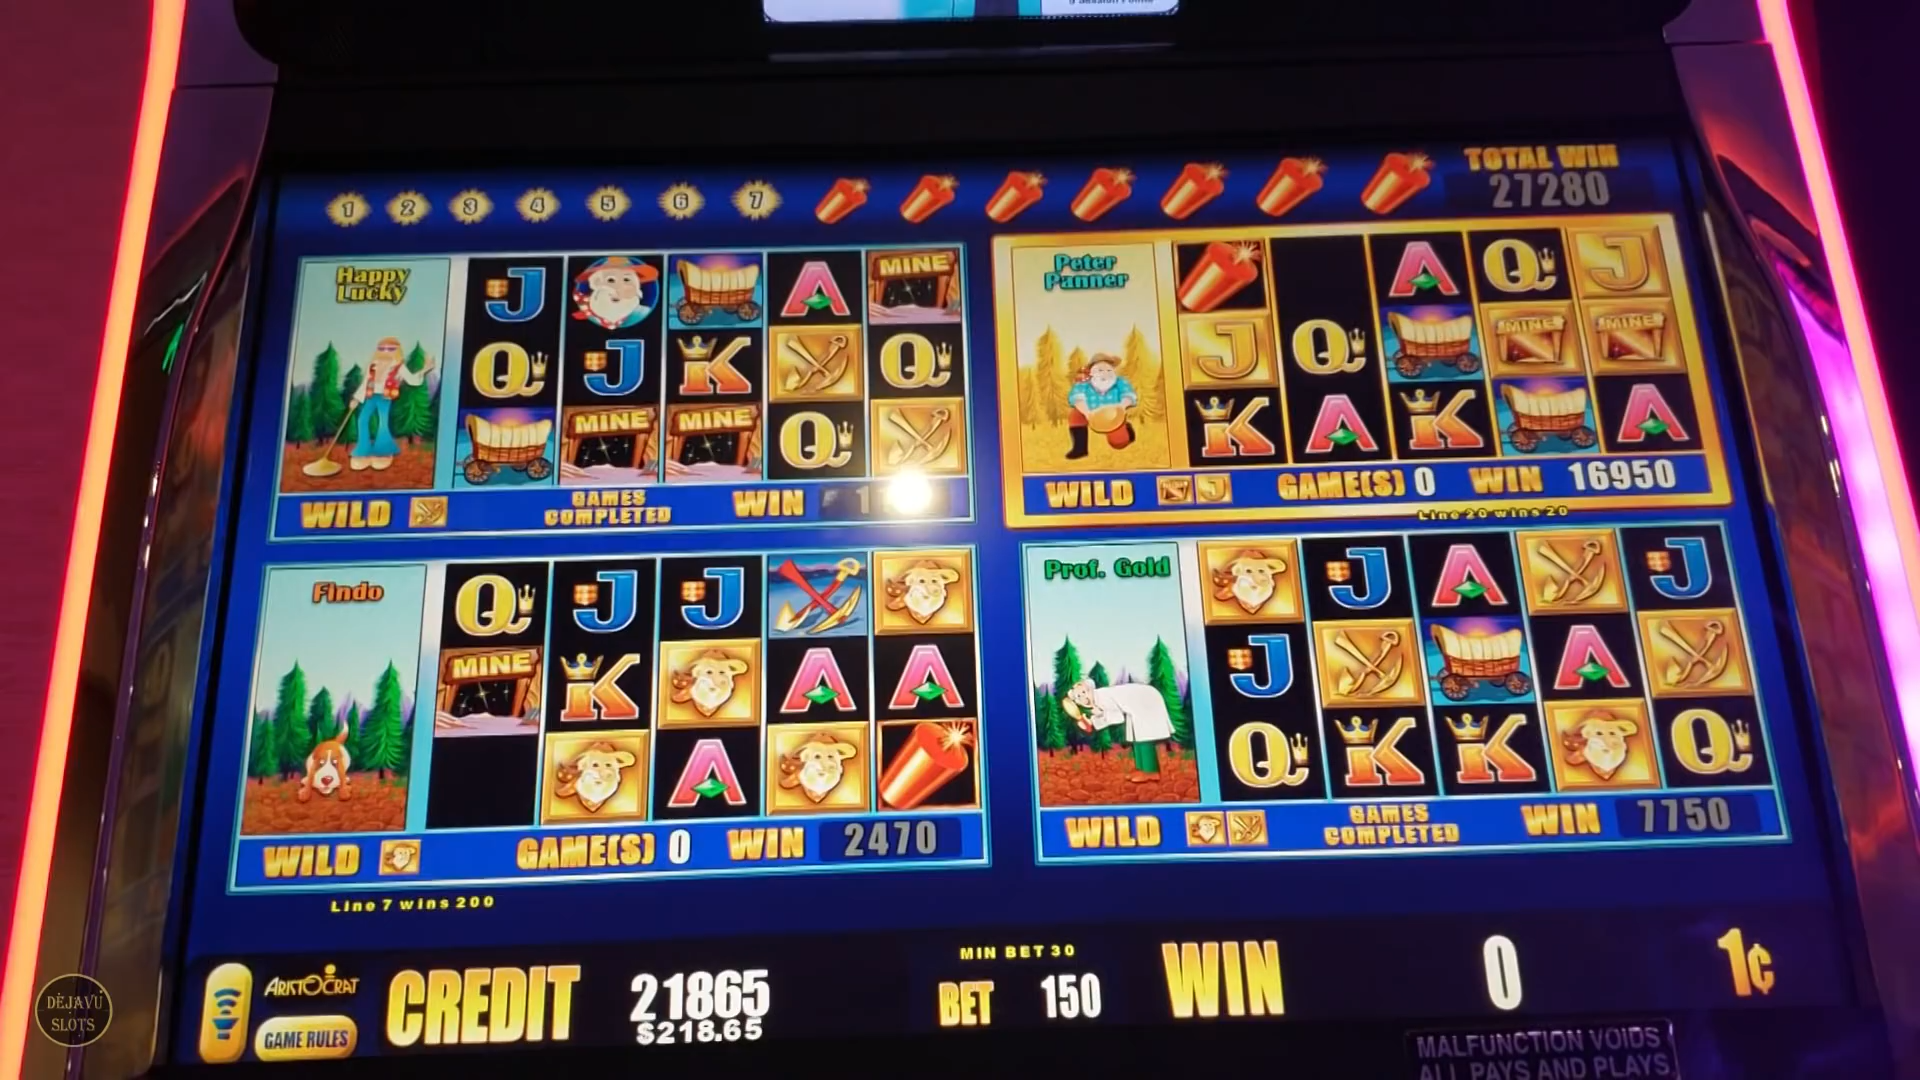 1 2 3 4 5 6 7
TOTAL WIN
27280
Happy
Lucky
J A MINE
Q J K Q
MINE MINE Q
WILD GAMES
COMPLETED WIN
Peter
Panner
A Q J
J Q MINE MINE
K A K A
WILD GAME(S) 0 WIN 16950
Line 20 wins 20
Findo
Q J J
MINE K A A
A
WILD GAME(S) 0 WIN 2470
Line 7 wins 200
Prof. Gold
J A J
J A
Q K K Q
WILD GAMES
COMPLETED WIN 7750
ARISTOCRAT
GAME RULES
CREDIT 21865
$218.65
MIN BET 30
BET 150
WIN 0
1¢
DÉJÀVU
SLOTS
MALFUNCTION VOIDS
ALL PAYS AND PLAYS